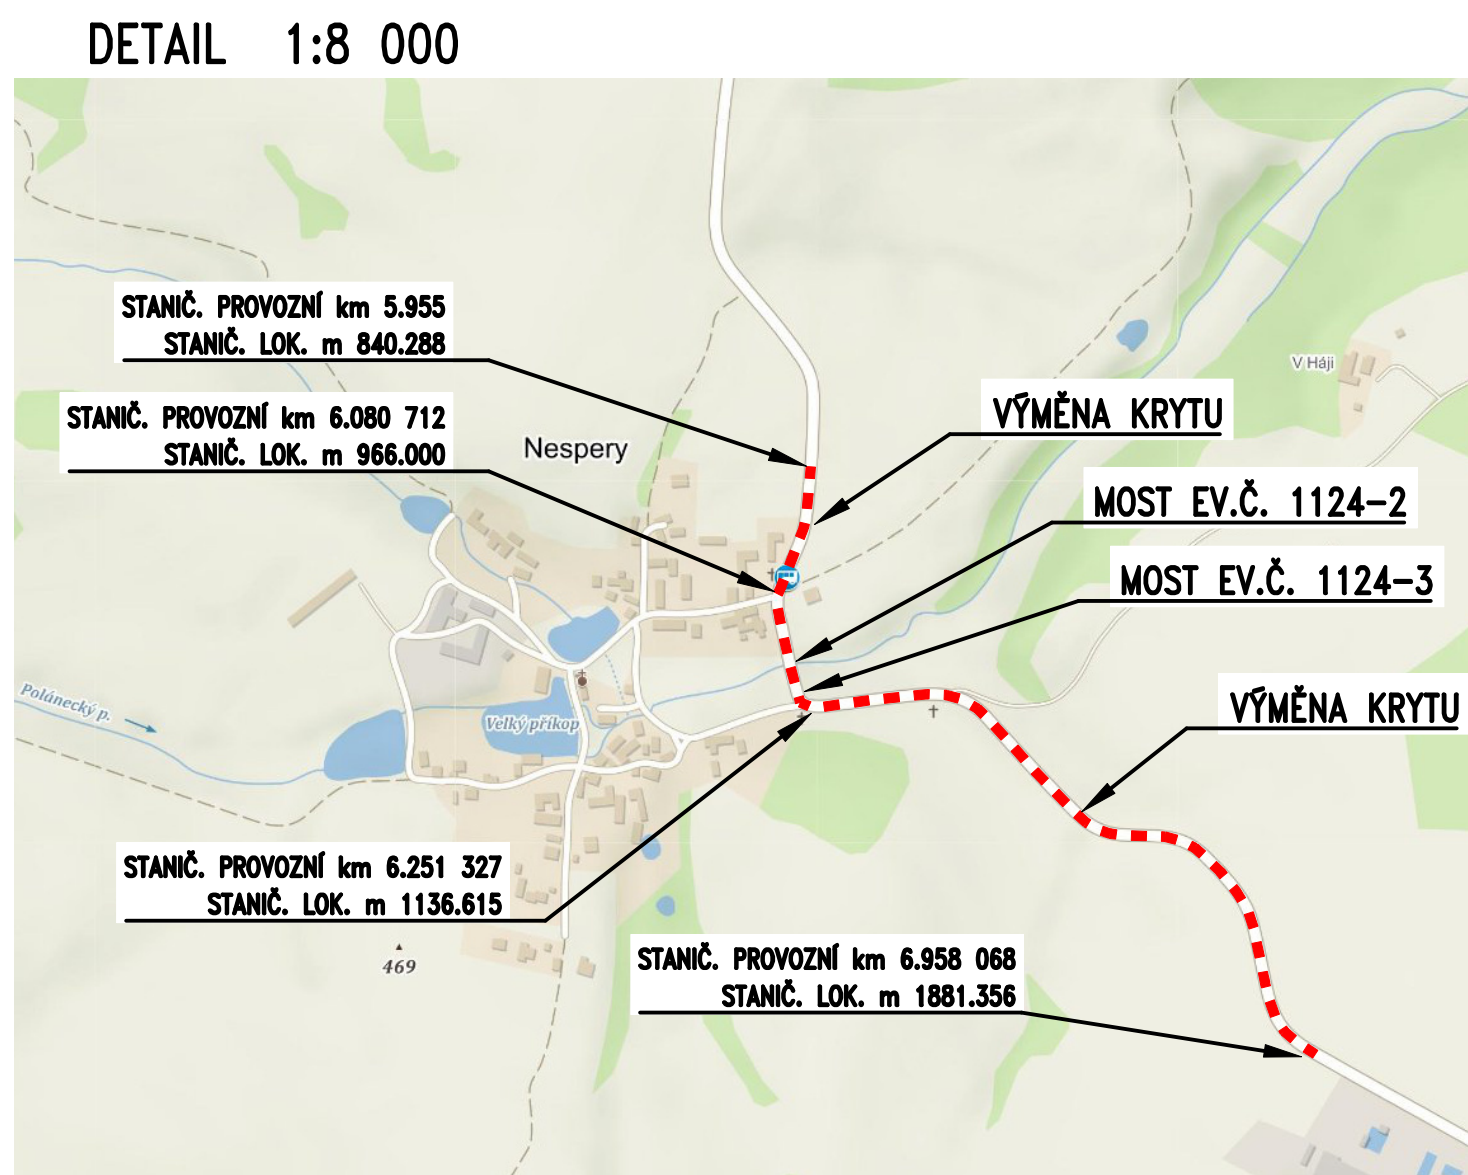 DETAIL 1:8 000
STANIČ. PROVOZNÍ km 5.955
STANIČ. LOK. m 840.288
V Háji
VÝMĚNA KRYTU
STANIČ. PROVOZNÍ km 6.080 712
STANIČ. LOK. m 966.000
Nespery
MOST EV.Č. 1124-2
MOST EV.Č. 1124-3
Polánecký p.
Velký příkop
VÝMĚNA KRYTU
STANIČ. PROVOZNÍ km 6.251 327
STANIČ. LOK. m 1136.615
469
STANIČ. PROVOZNÍ km 6.958 068
STANIČ. LOK. m 1881.356